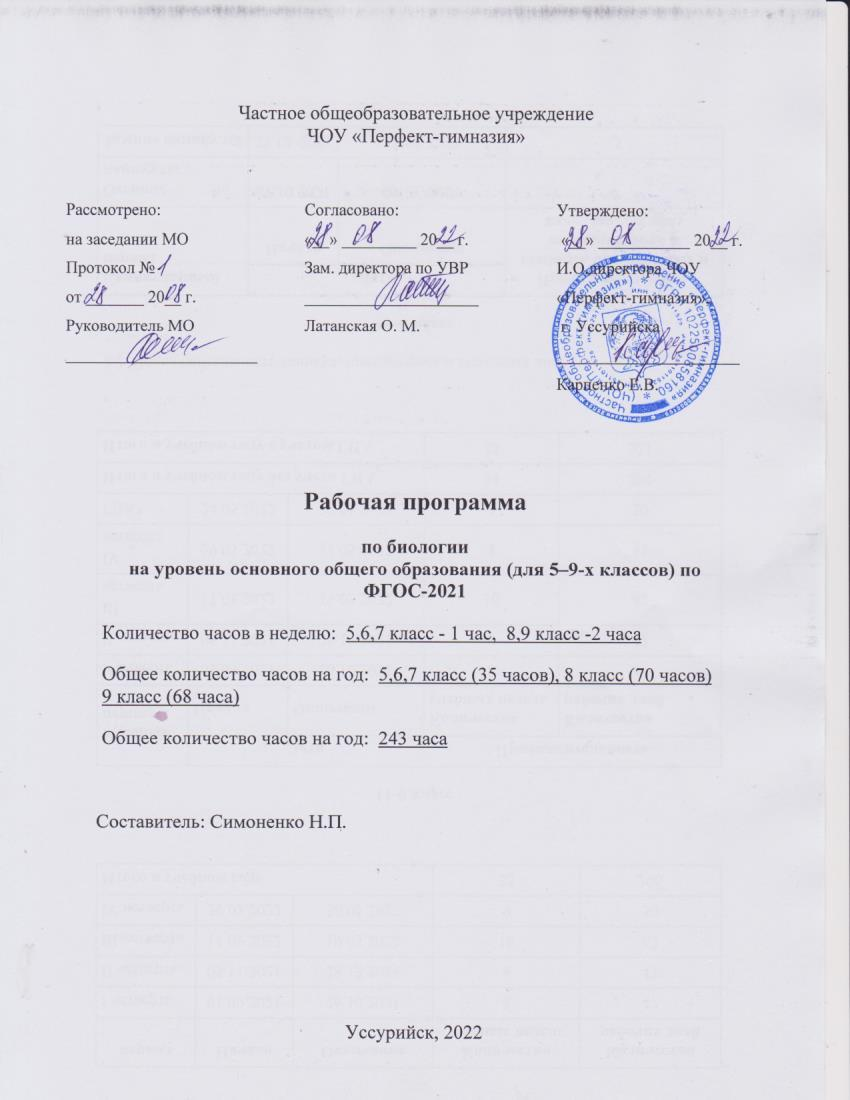 Частное общеобразовательное учреждение
ЧОУ «Перфект-гимназия»
Рассмотрено:
на заседании МО
Протокол № 1
от 28 2008 г.
Руководитель МО
Согласовано:
«28» 08 2022 г.
Зам. директора по УВР
Латанская О. М.
Утверждено:
«28» 08 2022 г.
И.О.директора ЧОУ
«Перфект-гимназия»
г. Уссурийска
Карпенко Е.В.
Рабочая программа
по биологии
на уровень основного общего образования (для 5–9-х классов) по
ФГОС-2021
Количество часов в неделю: 5,6,7 класс - 1 час, 8,9 класс -2 часа
Общее количество часов на год: 5,6,7 класс (35 часов), 8 класс (70 часов)
9 класс (68 часа)
Общее количество часов на год: 243 часа
Составитель: Симоненко Н.П.
Уссурийск, 2022